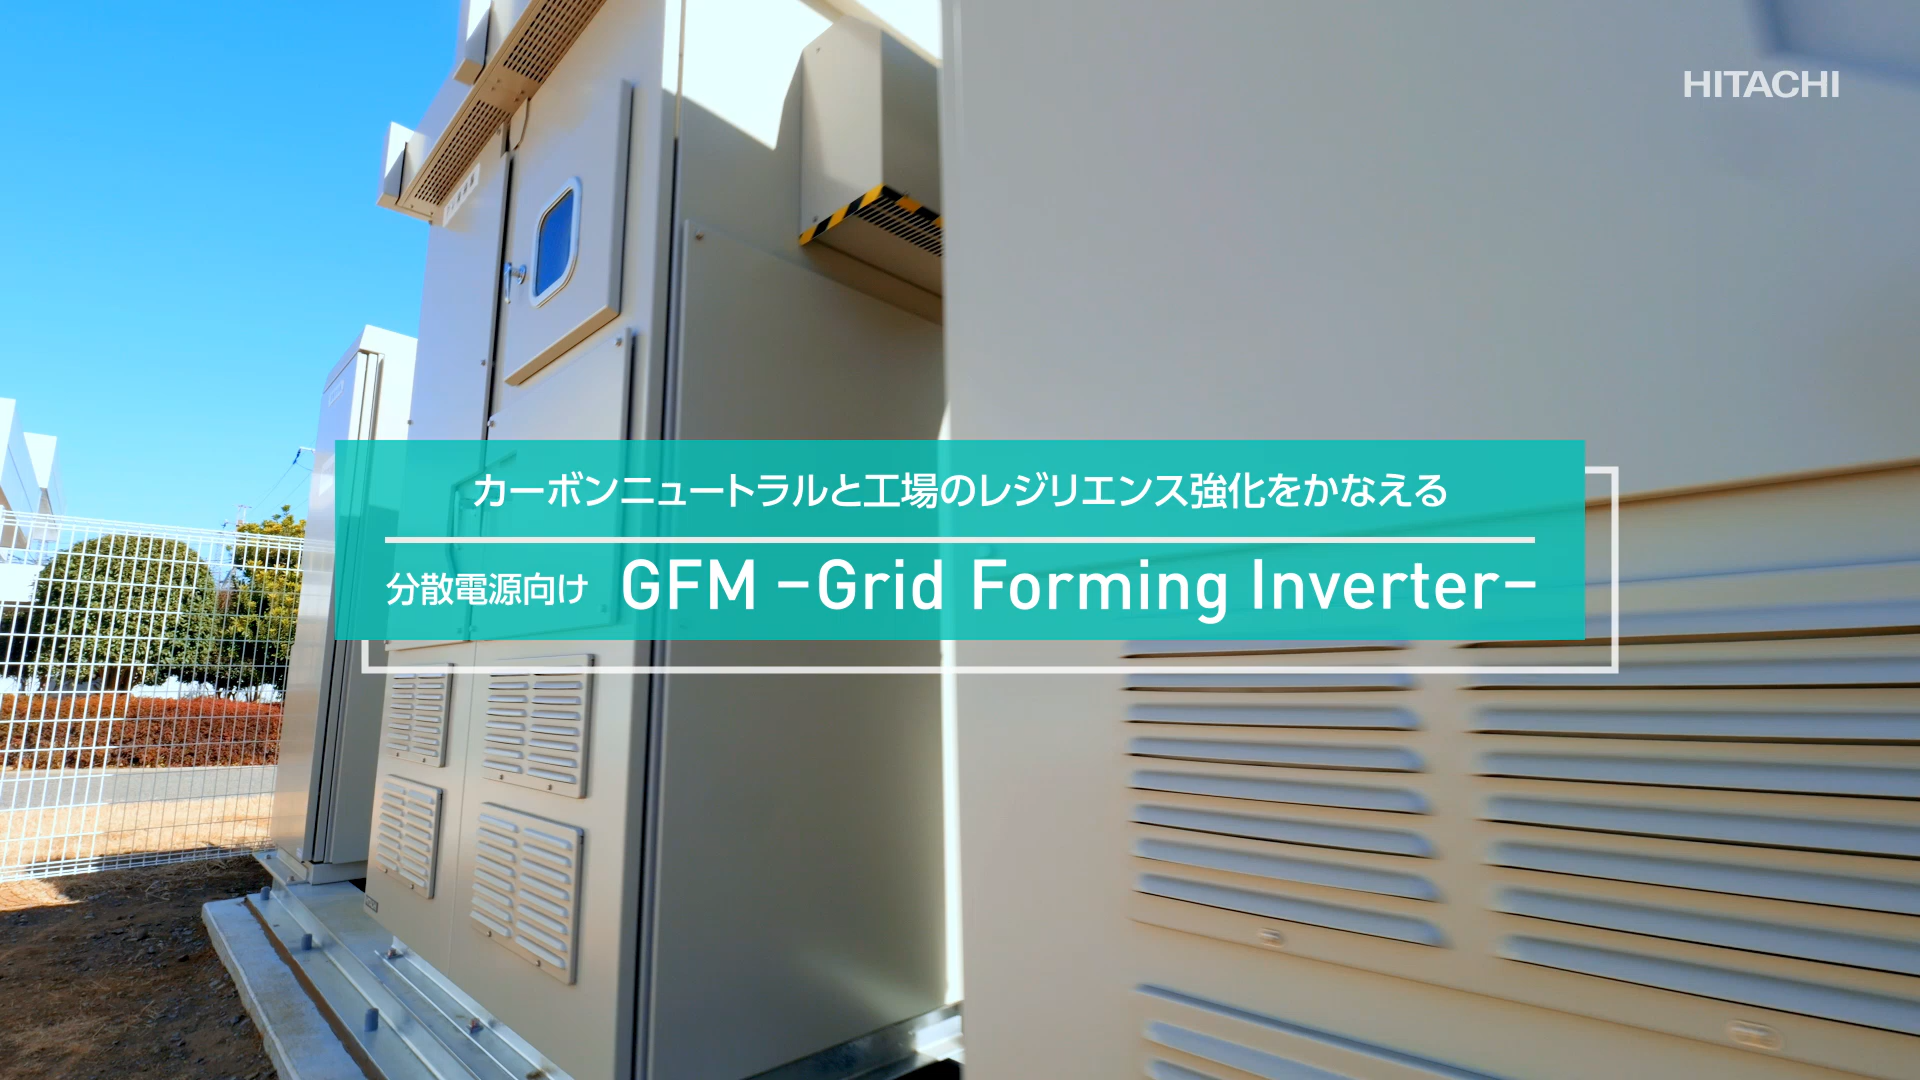 HITACHI
カーボンニュートラルと工場のレジリエンス強化をかなえる
分散電源向け GFM –Grid Forming Inverter–